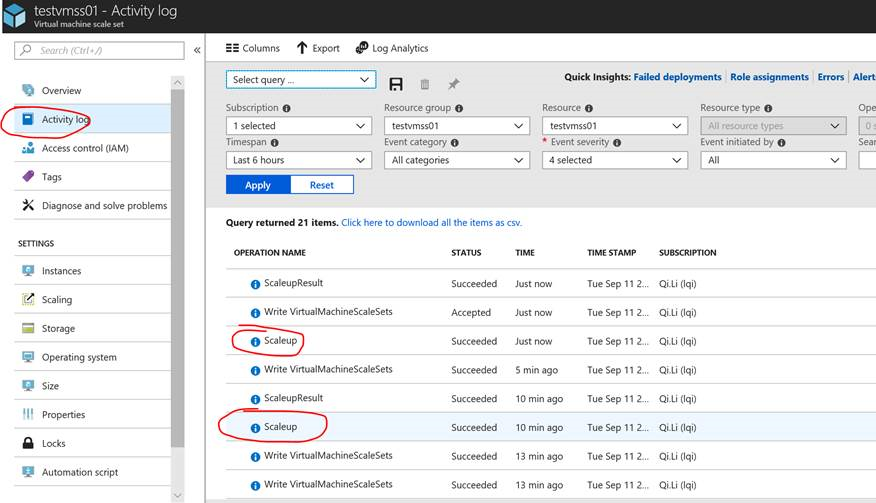 testvmss01 - Activity log
Virtual machine scale set
Search (Ctrl+/)
«
Overview
Activity log
Access control (IAM)
Tags
Diagnose and solve problems
SETTINGS
Instances
Scaling
Storage
Operating system
Size
Properties
Locks
Automation script
Columns
Export
Log Analytics
Select query ...
Quick Insights: Failed deployments Role assignments Errors Alert
Subscription
1 selected
Resource group
testvmss01
Resource
testvmss01
Resource type
All resource types
Ope
0 s
Timespan
Last 6 hours
Event category
All categories
* Event severity
4 selected
Event initiated by
All
Sear
Apply
Reset
Query returned 21 items. Click here to download all the items as csv.
OPERATION NAME STATUS TIME TIME STAMP SUBSCRIPTION
ScaleupResult Succeeded Just now Tue Sep 11 2... Qi.Li (lqi)
Write VirtualMachineScaleSets Accepted Just now Tue Sep 11 2... Qi.Li (lqi)
Scaleup Succeeded Just now Tue Sep 11 2... Qi.Li (lqi)
Write VirtualMachineScaleSets Succeeded 5 min ago Tue Sep 11 2... Qi.Li (lqi)
ScaleupResult Succeeded 10 min ago Tue Sep 11 2... Qi.Li (lqi)
Scaleup Succeeded 10 min ago Tue Sep 11 2... Qi.Li (lqi)
Write VirtualMachineScaleSets Succeeded 13 min ago Tue Sep 11 2... Qi.Li (lqi)
Write VirtualMachineScaleSets Succeeded 13 min ago Tue Sep 11 2... Qi.Li (lqi)